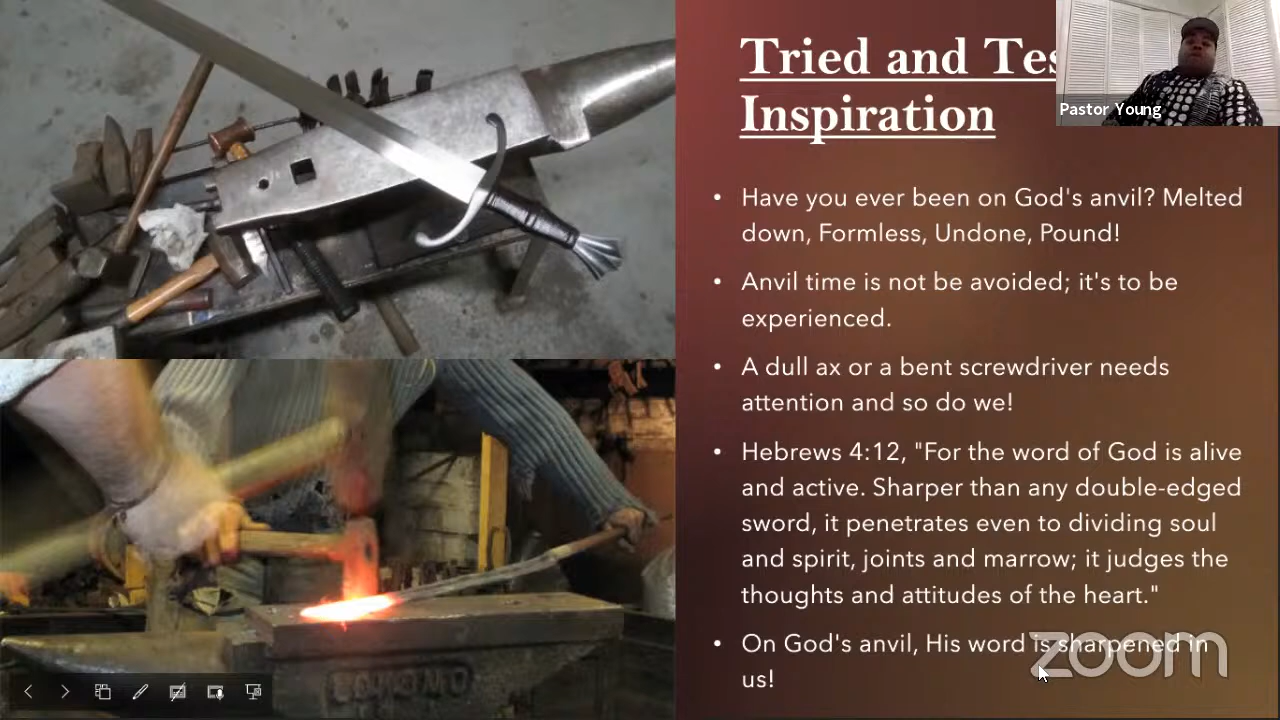 Tried and Tes
Inspiration
Pastor Young
• Have you ever been on God's anvil? Melted
down, Formless, Undone, Pound!
• Anvil time is not be avoided; it's to be
experienced.
• A dull ax or a bent screwdriver needs
attention and so do we!
• Hebrews 4:12, "For the word of God is alive
and active. Sharper than any double-edged
sword, it penetrates even to dividing soul
and spirit, joints and marrow; it judges the
thoughts and attitudes of the heart."
• On God's anvil, His word is sharpened in
us!
zoom